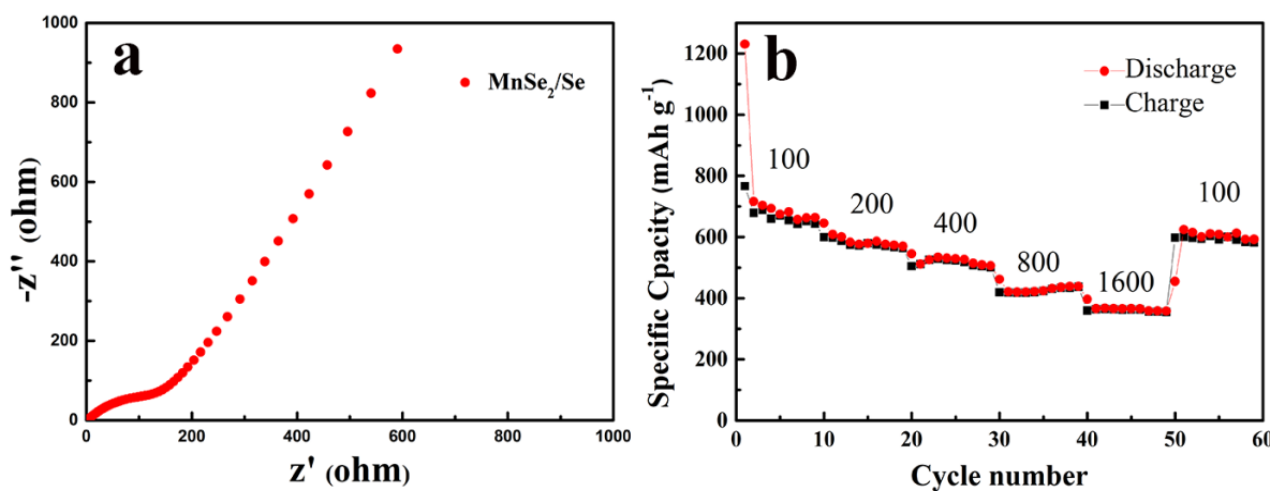 a
MnSe₂/Se
-z'' (ohm)
1000
800
600
400
200
0
0 200 400 600 800 1000
z' (ohm)
b
Discharge
Charge
Specific Cpacity (mAh g⁻¹)
1200
1000
800
600
400
200
0
100
200
400
800
1600
100
0 10 20 30 40 50 60
Cycle number